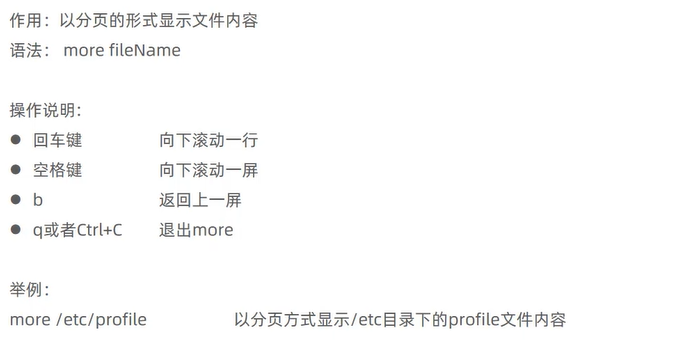 作用：以分页的形式显示文件内容
语法： more fileName
操作说明：
● 回车键 向下滚动一行
● 空格键 向下滚动一屏
● b 返回上一屏
● q或者Ctrl+C 退出more
举例：
more /etc/profile 以分页方式显示/etc目录下的profile文件内容